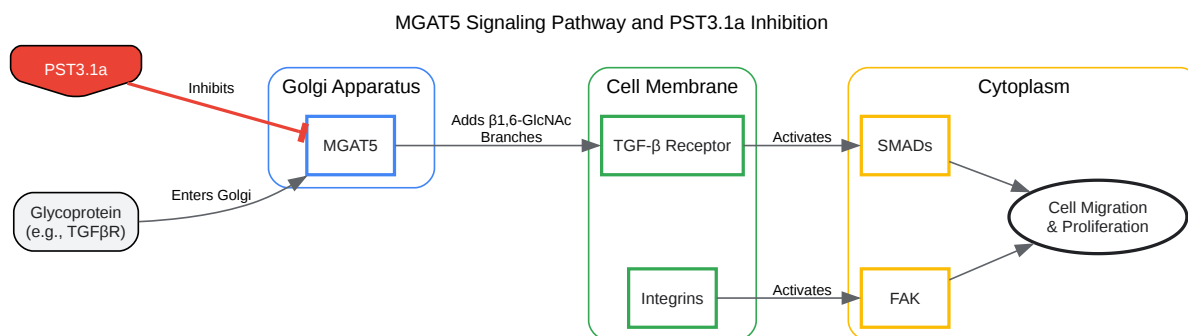 MGAT5 Signaling Pathway and PST3.1a Inhibition
PST3.1a
Inhibits
Golgi Apparatus
MGAT5
Glycoprotein
(e.g., TGFβR)
Enters Golgi
Adds β1,6-GlcNAc
Branches
Cell Membrane
TGF-β Receptor
Integrins
Activates
Activates
Cytoplasm
SMADs
FAK
Cell Migration
& Proliferation